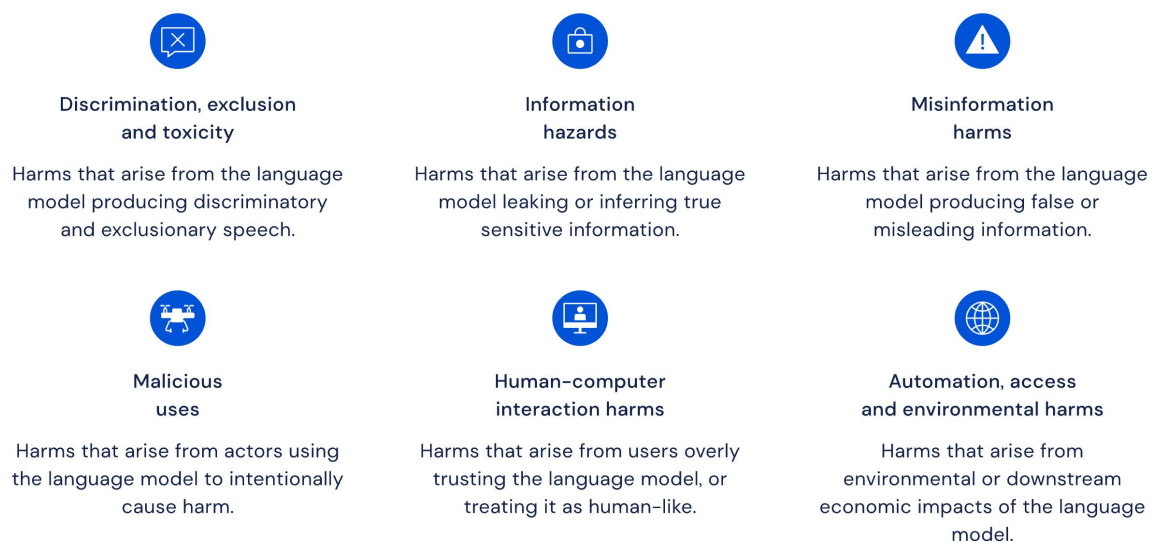 Discrimination, exclusion
and toxicity
Harms that arise from the language
model producing discriminatory
and exclusionary speech.
Information
hazards
Harms that arise from the language
model leaking or inferring true
sensitive information.
Misinformation
harms
Harms that arise from the language
model producing false or
misleading information.
Malicious
uses
Harms that arise from actors using
the language model to intentionally
cause harm.
Human-computer
interaction harms
Harms that arise from users overly
trusting the language model, or
treating it as human-like.
Automation, access
and environmental harms
Harms that arise from
environmental or downstream
economic impacts of the language
model.